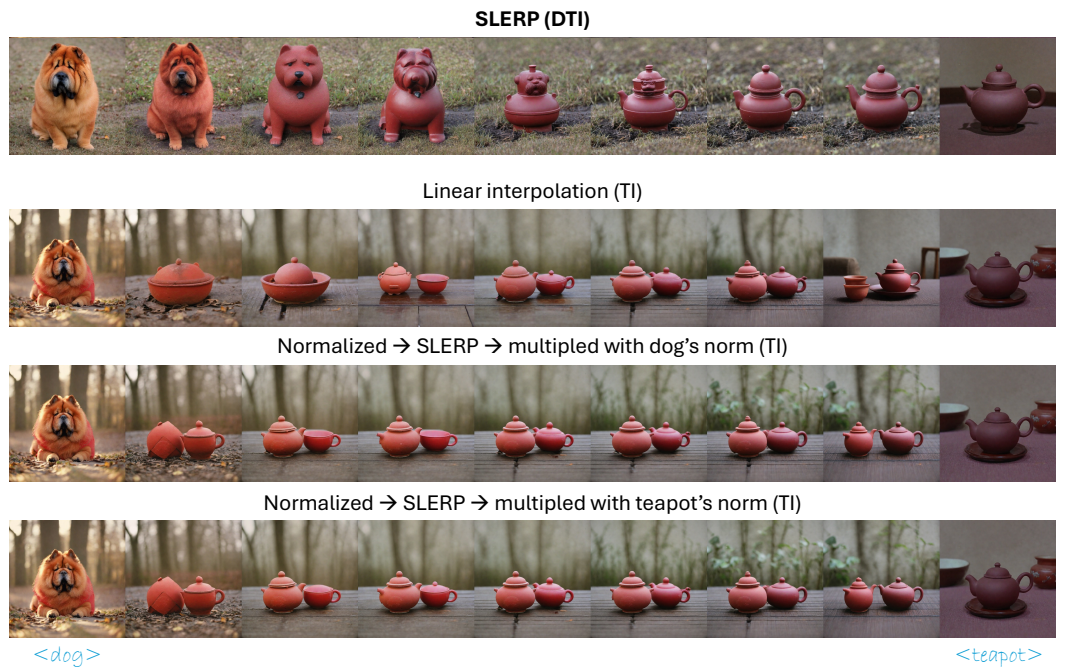 SLERP (DTI)
Linear interpolation (TI)
Normalized → SLERP → multipled with dog's norm (TI)
Normalized → SLERP → multipled with teapot's norm (TI)
<dog>
<teapot>